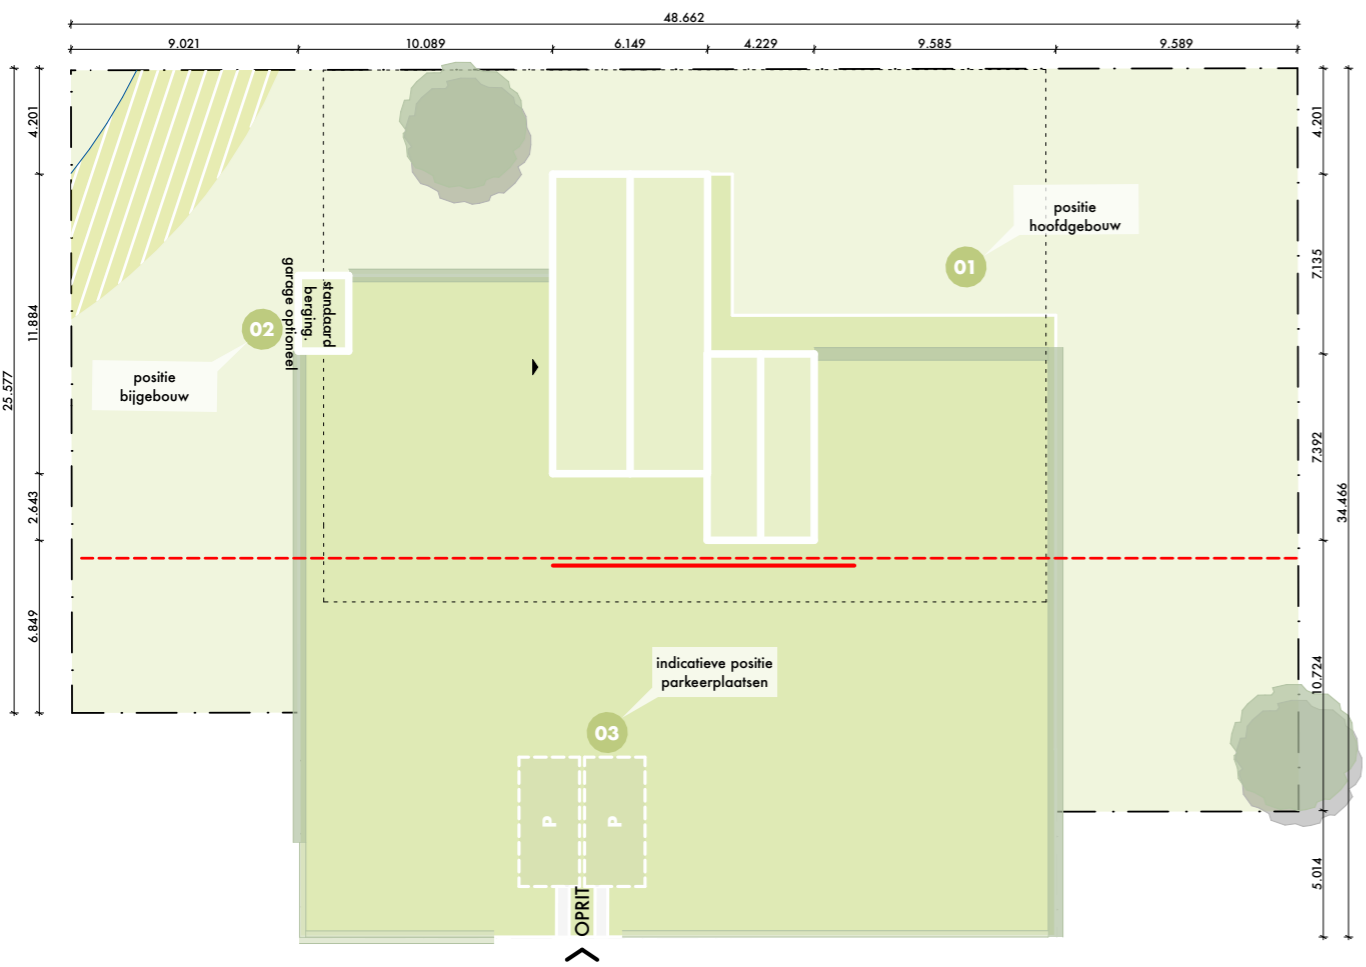 48.662
9.021
10.089
6.149
4.229
9.585
9.589
4.201
11.884
2.643
6.849
25.577
4.201
7.135
7.392
10.724
5.014
34.466
positie
hoofdgebouw
01
garage optioneel
standaard
berging.
02
positie
bijgebouw
indicatieve positie
parkeerplaatsen
03
P
P
OPRIT